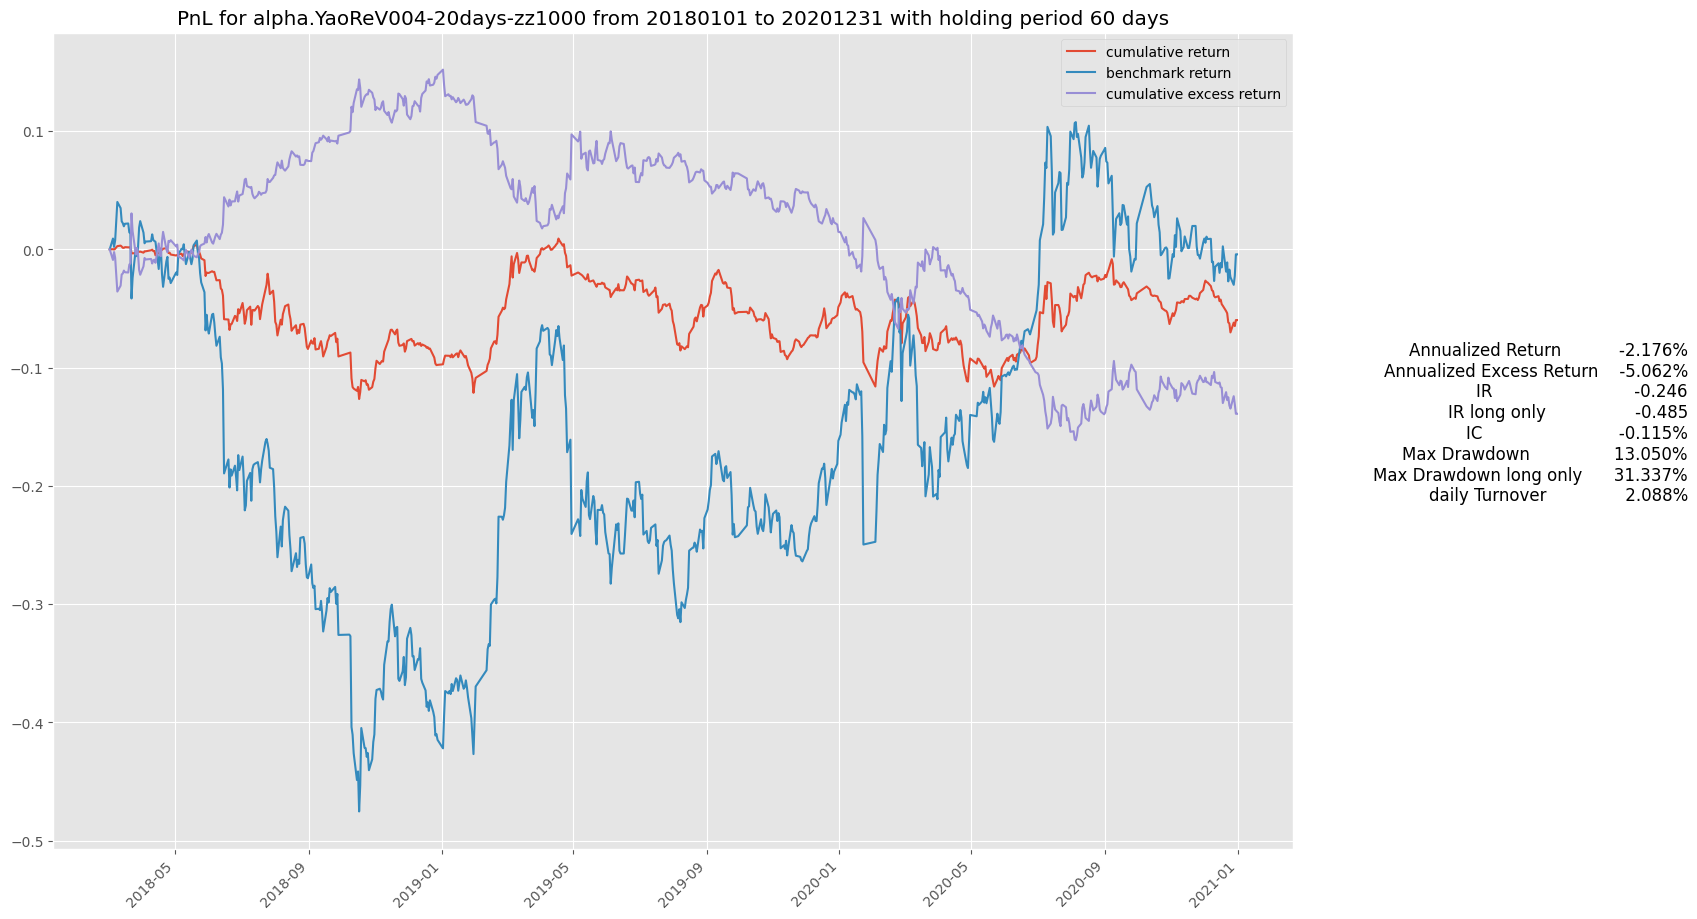 PnL for alpha.YaoReV004-20days-zz1000 from 20180101 to 20201231 with holding period 60 days
cumulative return
benchmark return
cumulative excess return
0.1
0.0
−0.1
−0.2
−0.3
−0.4
−0.5
2018-05
2018-09
2019-01
2019-05
2019-09
2020-01
2020-05
2020-09
2021-01
Annualized Return -2.176%
Annualized Excess Return -5.062%
IR -0.246
IR long only -0.485
IC -0.115%
Max Drawdown 13.050%
Max Drawdown long only 31.337%
daily Turnover 2.088%